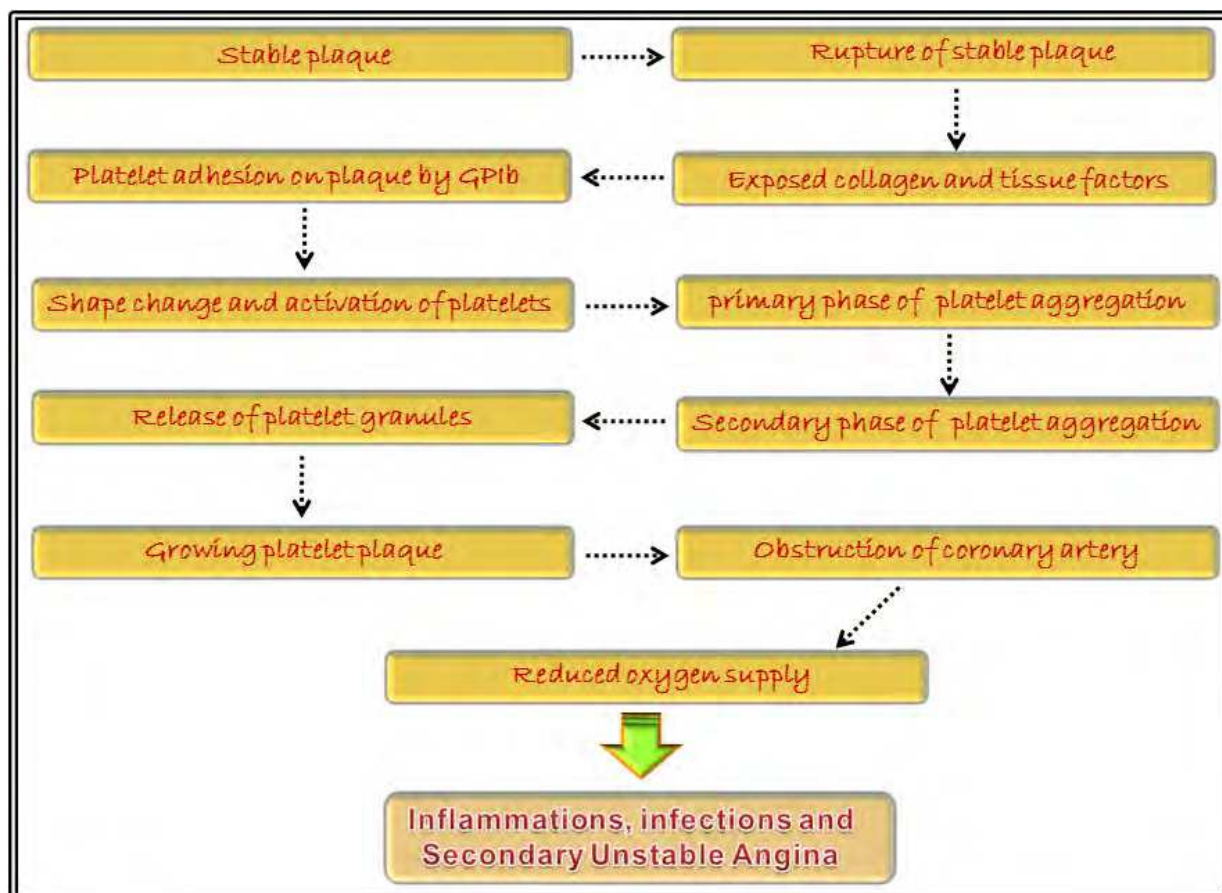 Stable plaque
Rupture of stable plaque
Exposed collagen and tissue factors
Platelet adhesion on plaque by GPIb
Shape change and activation of platelets
primary phase of platelet aggregation
Secondary phase of platelet aggregation
Release of platelet granules
Growing platelet plaque
Obstruction of coronary artery
Reduced oxygen supply
Inflammations, infections and
Secondary Unstable Angina